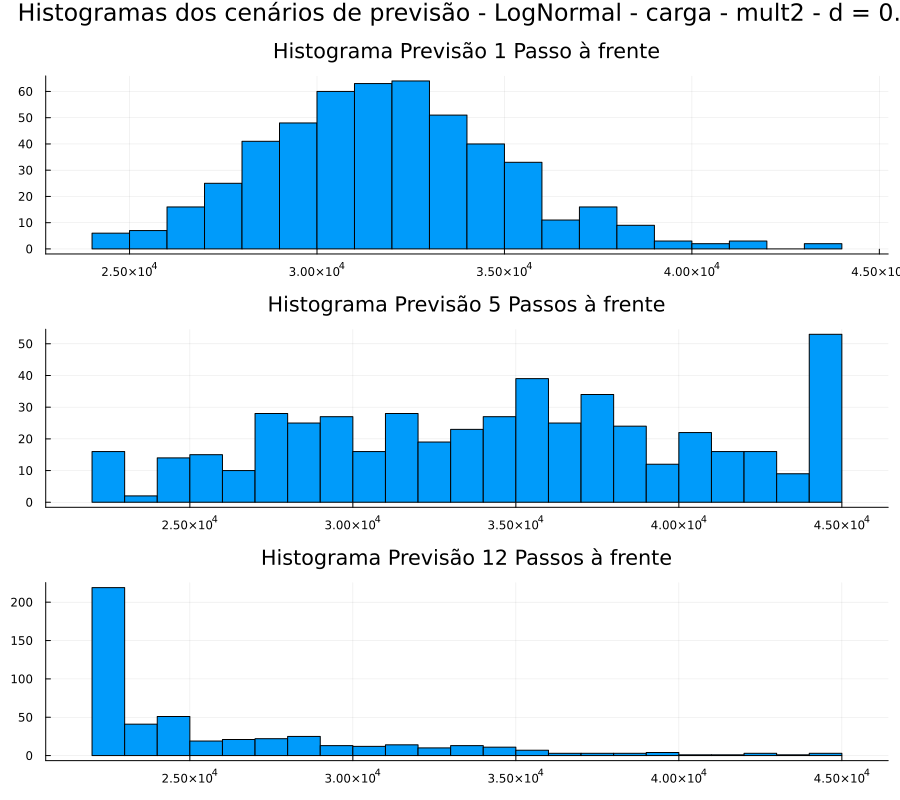 Histogramas dos cenários de previsão - LogNormal - carga - mult2 - d = 0.
Histograma Previsão 1 Passo à frente
60
50
40
30
20
10
0
2.50×10⁴ 3.00×10⁴ 3.50×10⁴ 4.00×10⁴ 4.50×10
Histograma Previsão 5 Passos à frente
50
40
30
20
10
0
2.50×10⁴ 3.00×10⁴ 3.50×10⁴ 4.00×10⁴ 4.50×10⁴
Histograma Previsão 12 Passos à frente
200
150
100
50
0
2.50×10⁴ 3.00×10⁴ 3.50×10⁴ 4.00×10⁴ 4.50×10⁴